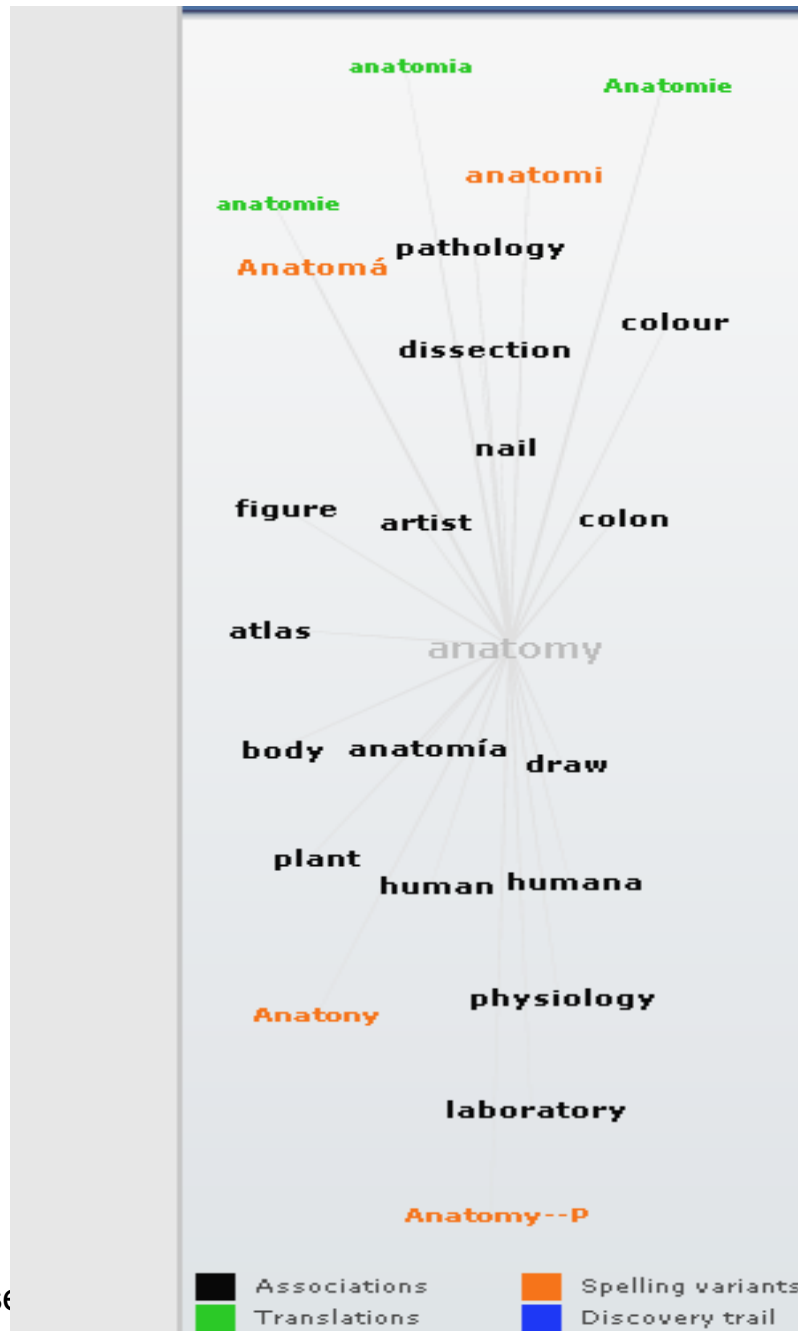 anatomia
Anatomie
anatomi
anatomie
pathology
Anatomá
colour
dissection
nail
figure
artist
colon
atlas
anatomy
body
anatomía
draw
plant
human
humana
physiology
Anatony
laboratory
Anatomy--P
Associations
Spelling variants
Translations
Discovery trail